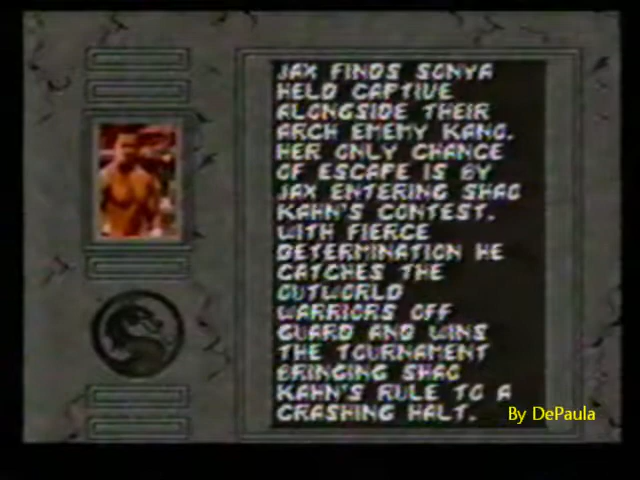 JAX FINDS SONYA
HELD CAPTIVE
ALONGSIDE THEIR
ARCH ENEMY KANO.
HER ONLY CHANCE
OF ESCAPE IS BY
JAX ENTERING SHAO
KAHN'S CONTEST.
WITH FIERCE
DETERMINATION HE
CATCHES THE
OUTWORLD
WARRIORS OFF
GUARD AND WINS
THE TOURNAMENT
BRINGING SHAO
KAHN'S RULE TO A
CRASHING HALT.
By DePaula